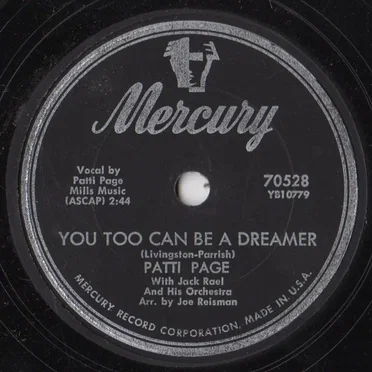 Mercury
Vocal by
Patti Page
Mills Music
(ASCAP) 2:44
70528
YB10779
YOU TOO CAN BE A DREAMER
(Livingston-Parrish)
PATTI PAGE
With Jack Rael
And His Orchestra
Arr. by Joe Reisman
MERCURY RECORD CORPORATION, MADE IN U.S.A.